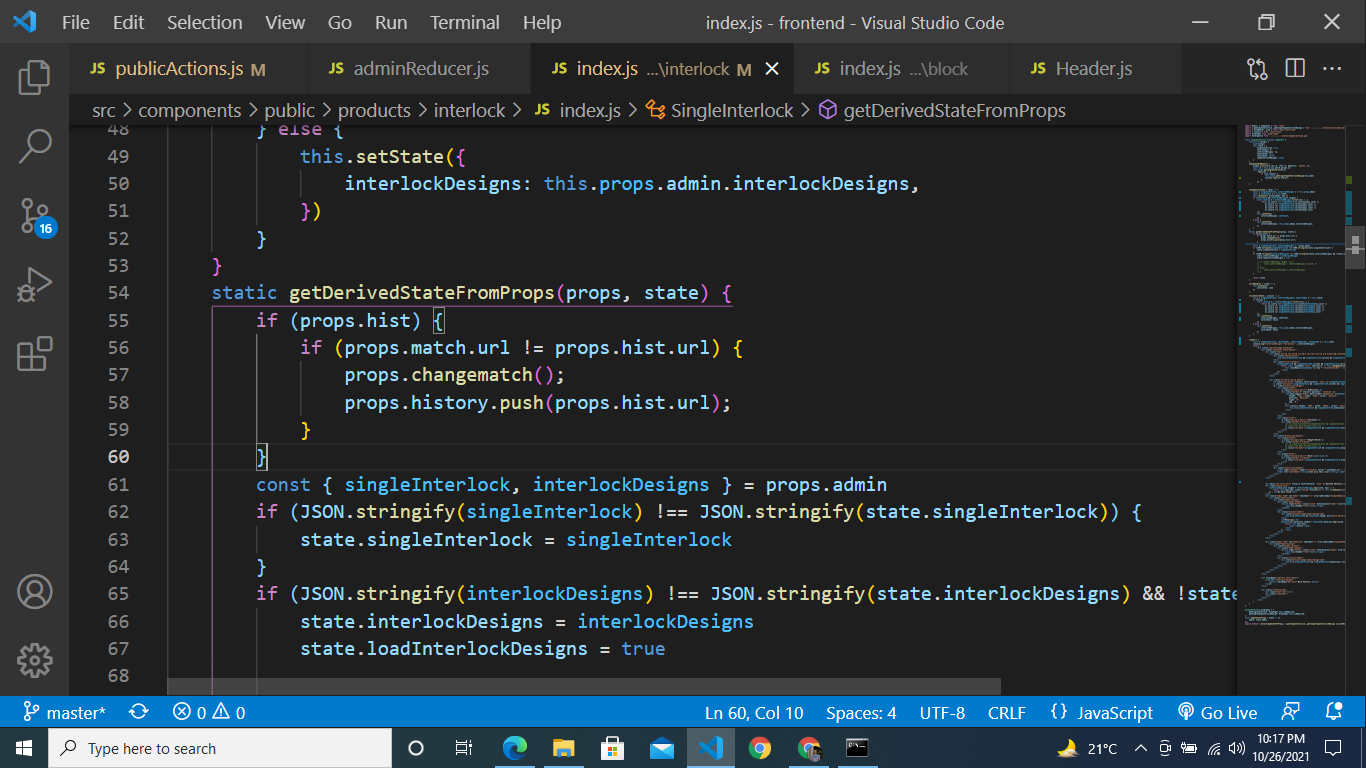 File Edit Selection View Go Run Terminal Help index.js - frontend - Visual Studio Code
JS publicActions.js M JS adminReducer.js JS index.js ...\interlock M JS index.js ...\block JS Header.js
src > components > public > products > interlock > JS index.js > SingleInterlock > getDerivedStateFromProps
48 } else {
49 this.setState({
50 interlockDesigns: this.props.admin.interlockDesigns,
51 })
52 }
53 }
54 static getDerivedStateFromProps(props, state) {
55 if (props.hist) {
56 if (props.match.url != props.hist.url) {
57 props.changematch();
58 props.history.push(props.hist.url);
59 }
60 }
61 const { singleInterlock, interlockDesigns } = props.admin
62 if (JSON.stringify(singleInterlock) !== JSON.stringify(state.singleInterlock)) {
63 state.singleInterlock = singleInterlock
64 }
65 if (JSON.stringify(interlockDesigns) !== JSON.stringify(state.interlockDesigns) && !state
66 state.interlockDesigns = interlockDesigns
67 state.loadInterlockDesigns = true
68
16
master* 0 0 Ln 60, Col 10 Spaces: 4 UTF-8 CRLF {} JavaScript Go Live
Type here to search 21°C 10:17 PM
10/26/2021